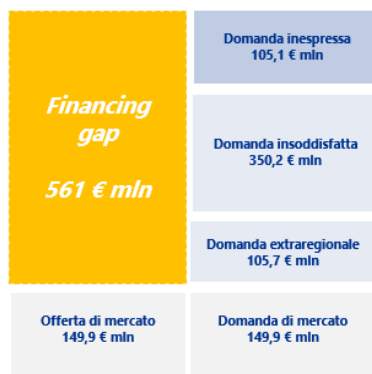 Financing
gap
561 € mln
Domanda inespressa
105,1 € mln
Domanda insoddisfatta
350,2 € mln
Domanda extraregionale
105,7 € mln
Offerta di mercato
149,9 € mln
Domanda di mercato
149,9 € mln